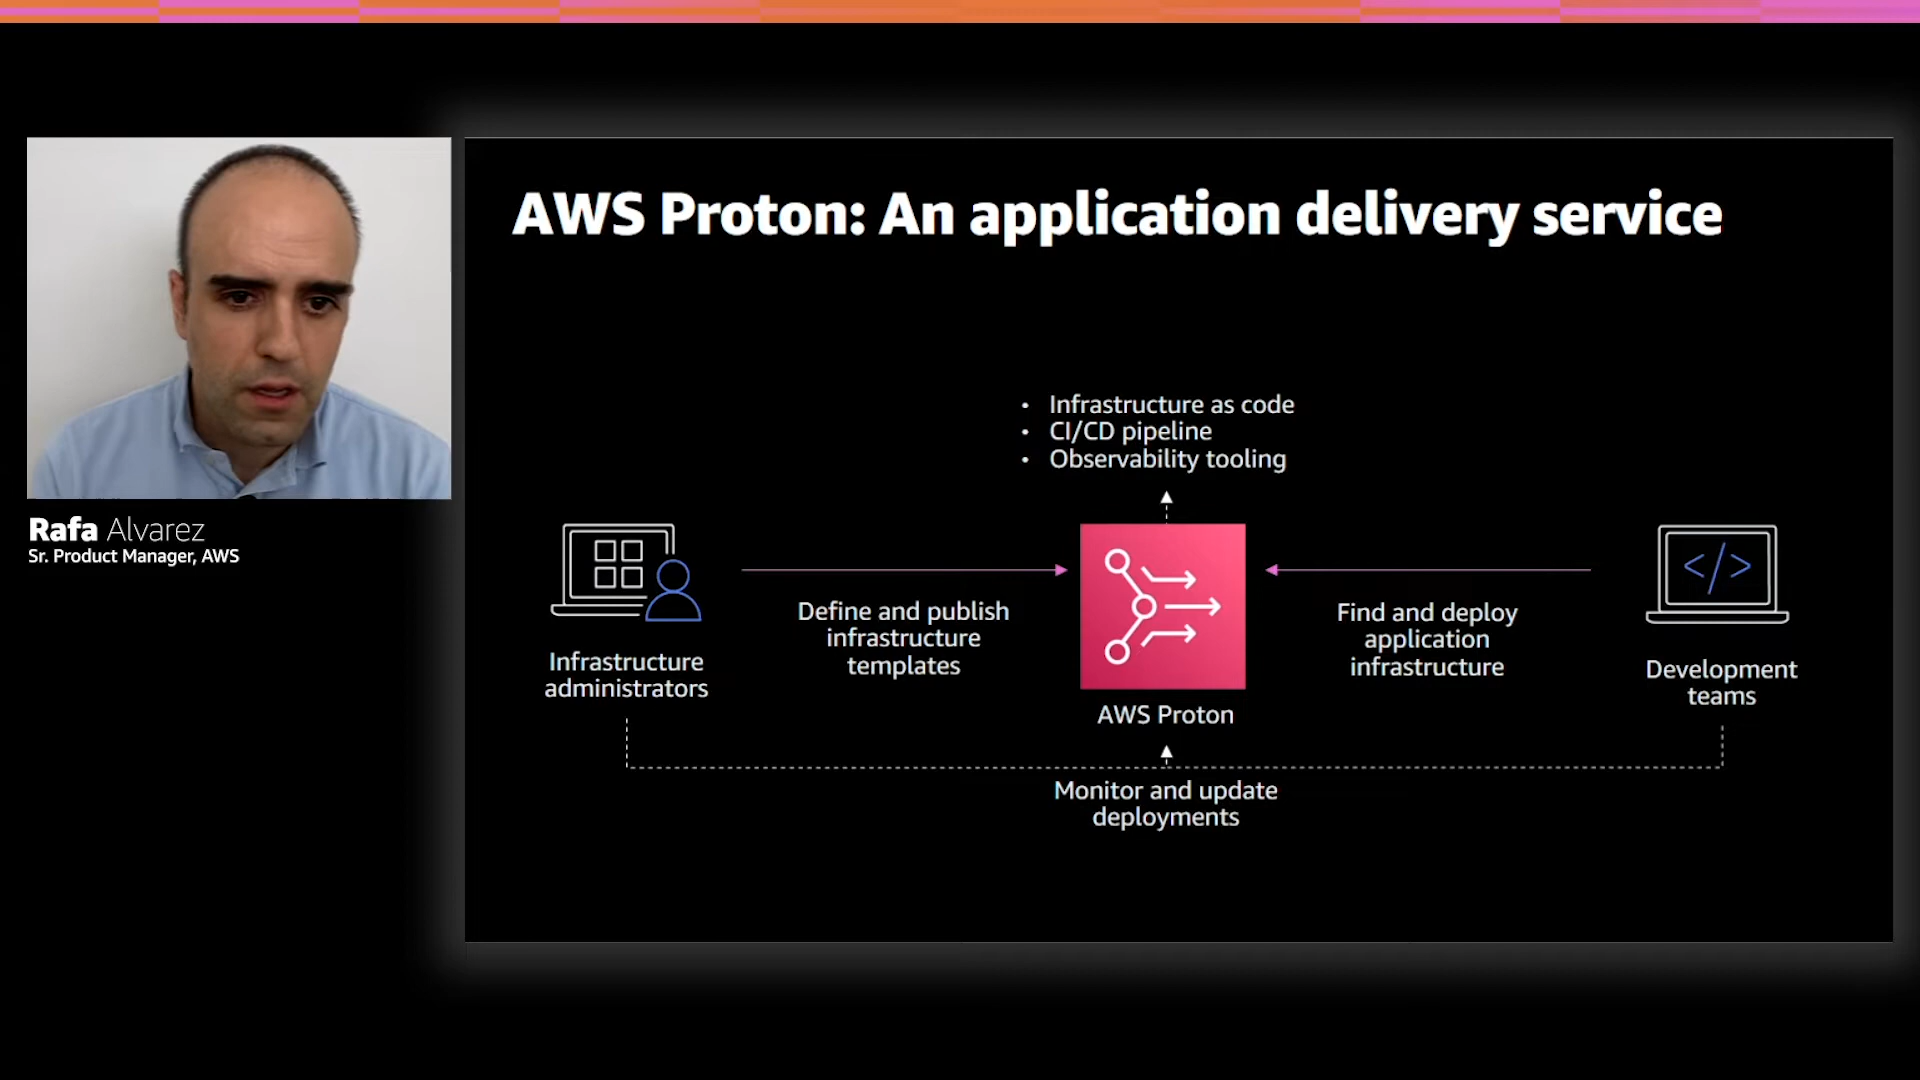 AWS Proton: An application delivery service
• Infrastructure as code
• CI/CD pipeline
• Observability tooling
Rafa Alvarez
Sr. Product Manager, AWS
Infrastructure
administrators
Define and publish
infrastructure
templates
</>
AWS Proton
Find and deploy
application
infrastructure
Development
teams
Monitor and update
deployments